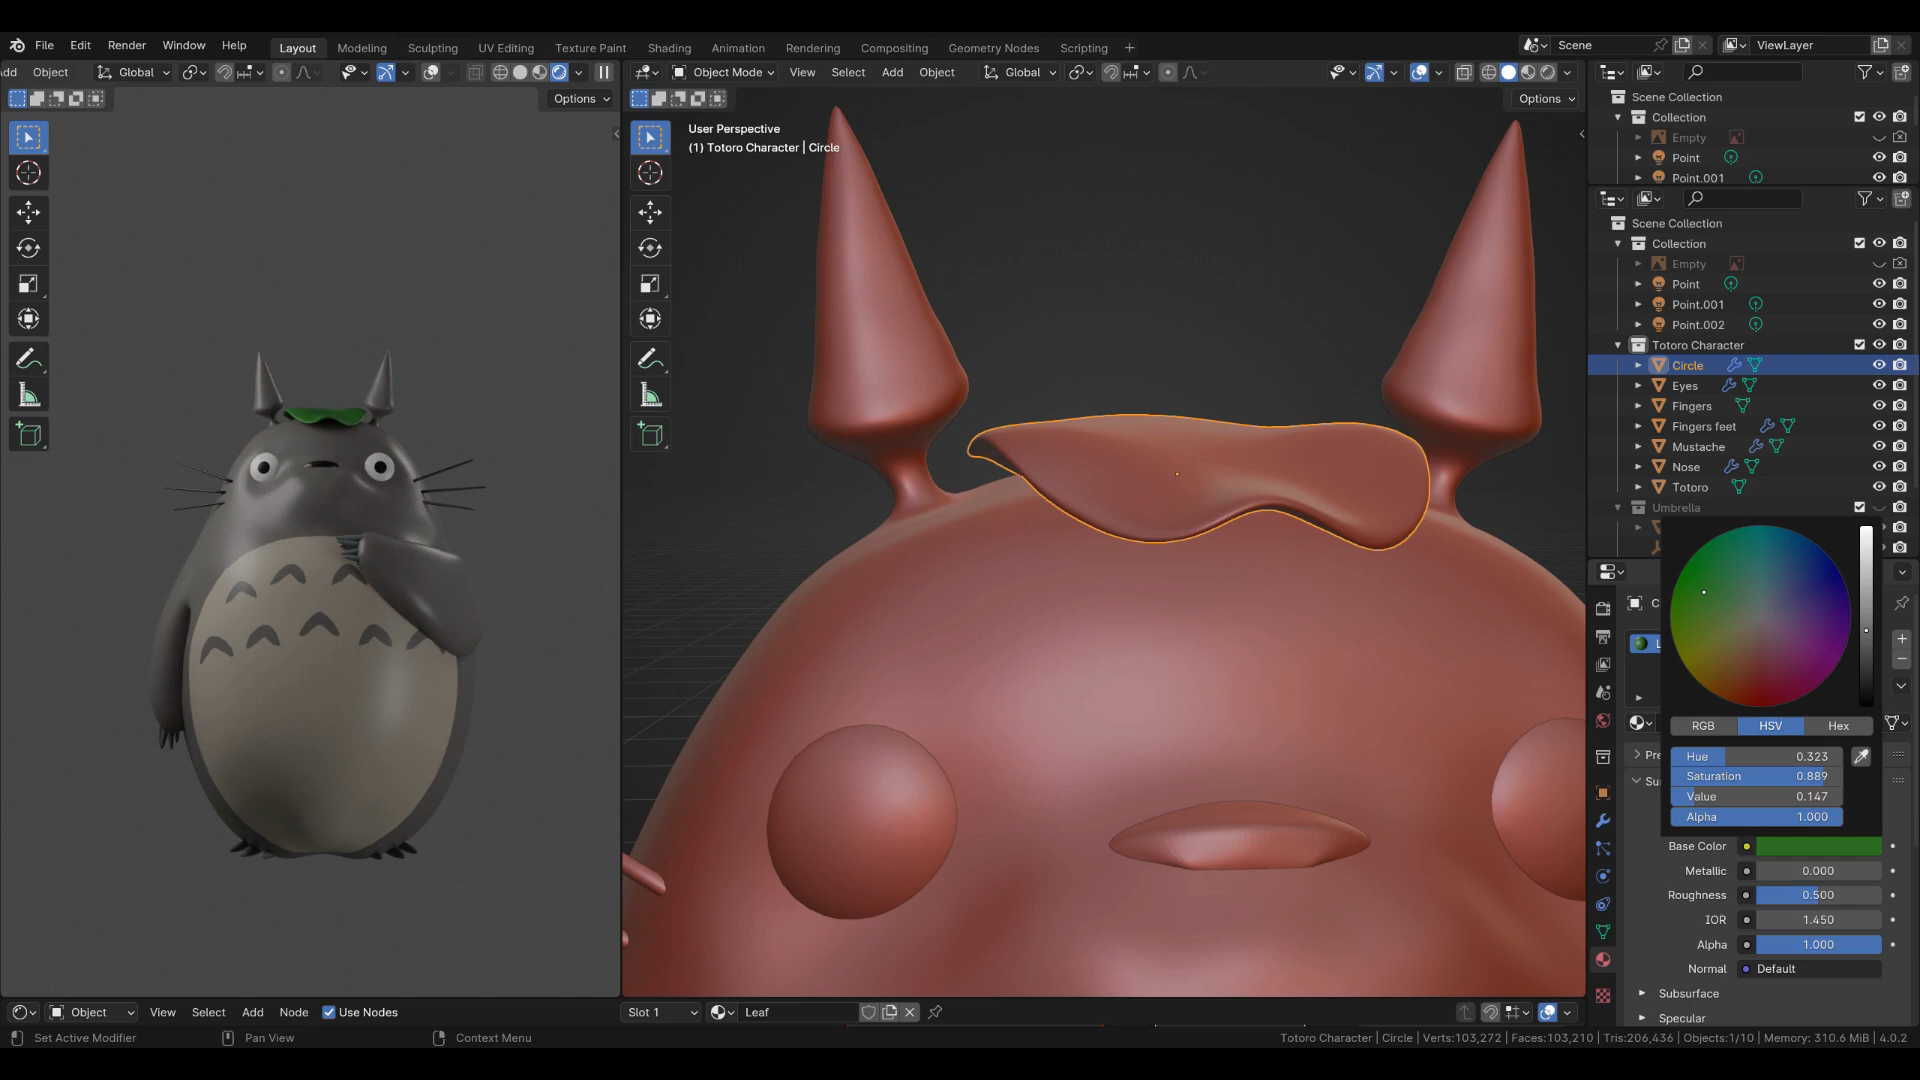 File Edit Render Window Help Layout Modeling Sculpting UV Editing Texture Paint Shading Animation Rendering Compositing Geometry Nodes Scripting + Scene ViewLayer
Object Global Object Mode View Select Add Object Global
Options Options
User Perspective
(1) Totoro Character | Circle
Scene Collection
Collection
Empty
Point
Point.001
Scene Collection
Collection
Empty
Point
Point.001
Point.002
Totoro Character
Circle
Eyes
Fingers
Fingers feet
Mustache
Nose
Totoro
Umbrella
RGB HSV Hex
Hue 0.323
Saturation 0.889
Value 0.147
Alpha 1.000
Base Color
Metallic 0.000
Roughness 0.500
IOR 1.450
Alpha 1.000
Normal Default
Subsurface
Specular
Object View Select Add Node Use Nodes Slot 1 Leaf
Set Active Modifier Pan View Context Menu Totoro Character | Circle | Verts:103,272 | Faces:103,210 | Tris:206,436 | Objects:1/10 | Memory: 310.6 MiB | 4.0.2